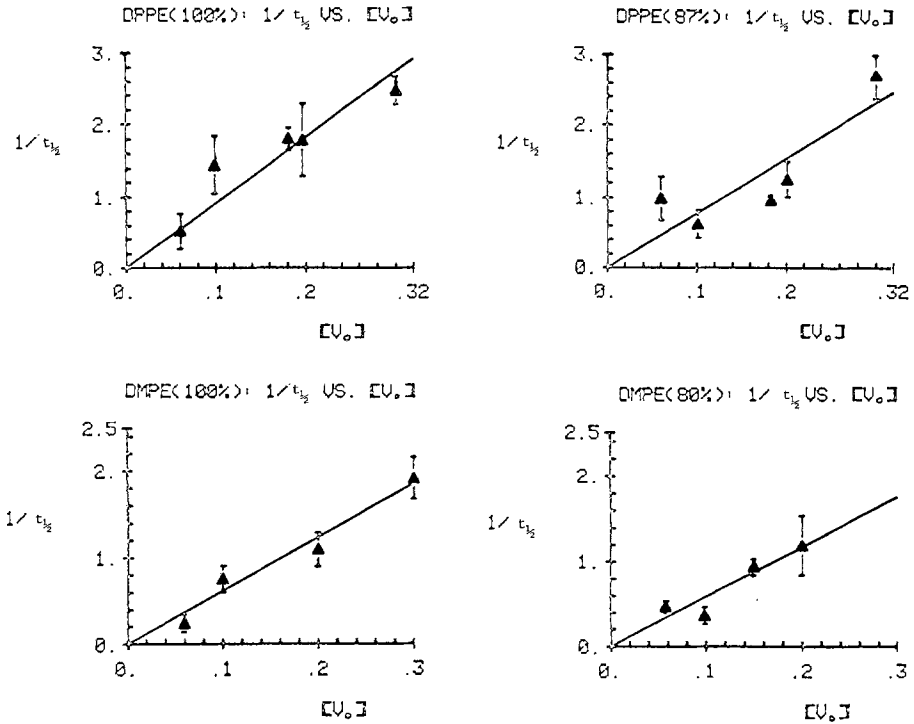 DPPE(100%): 1/t½ VS. [V₀]
3.
2.
1/t½
1.
0.
0. .1 .2 .32
[V₀]
DPPE(87%): 1/t½ VS. [V₀]
3.
2.
1/t½
1.
0.
0. .1 .2 .32
[V₀]
DMPE(100%): 1/t½ VS. [V₀]
2.5
2.
1/t½
1.
0.
0. .1 .2 .3
[V₀]
DMPE(80%): 1/t½ VS. [V₀]
2.5
2.
1/t½
1.
0.
0. .1 .2 .3
[V₀]